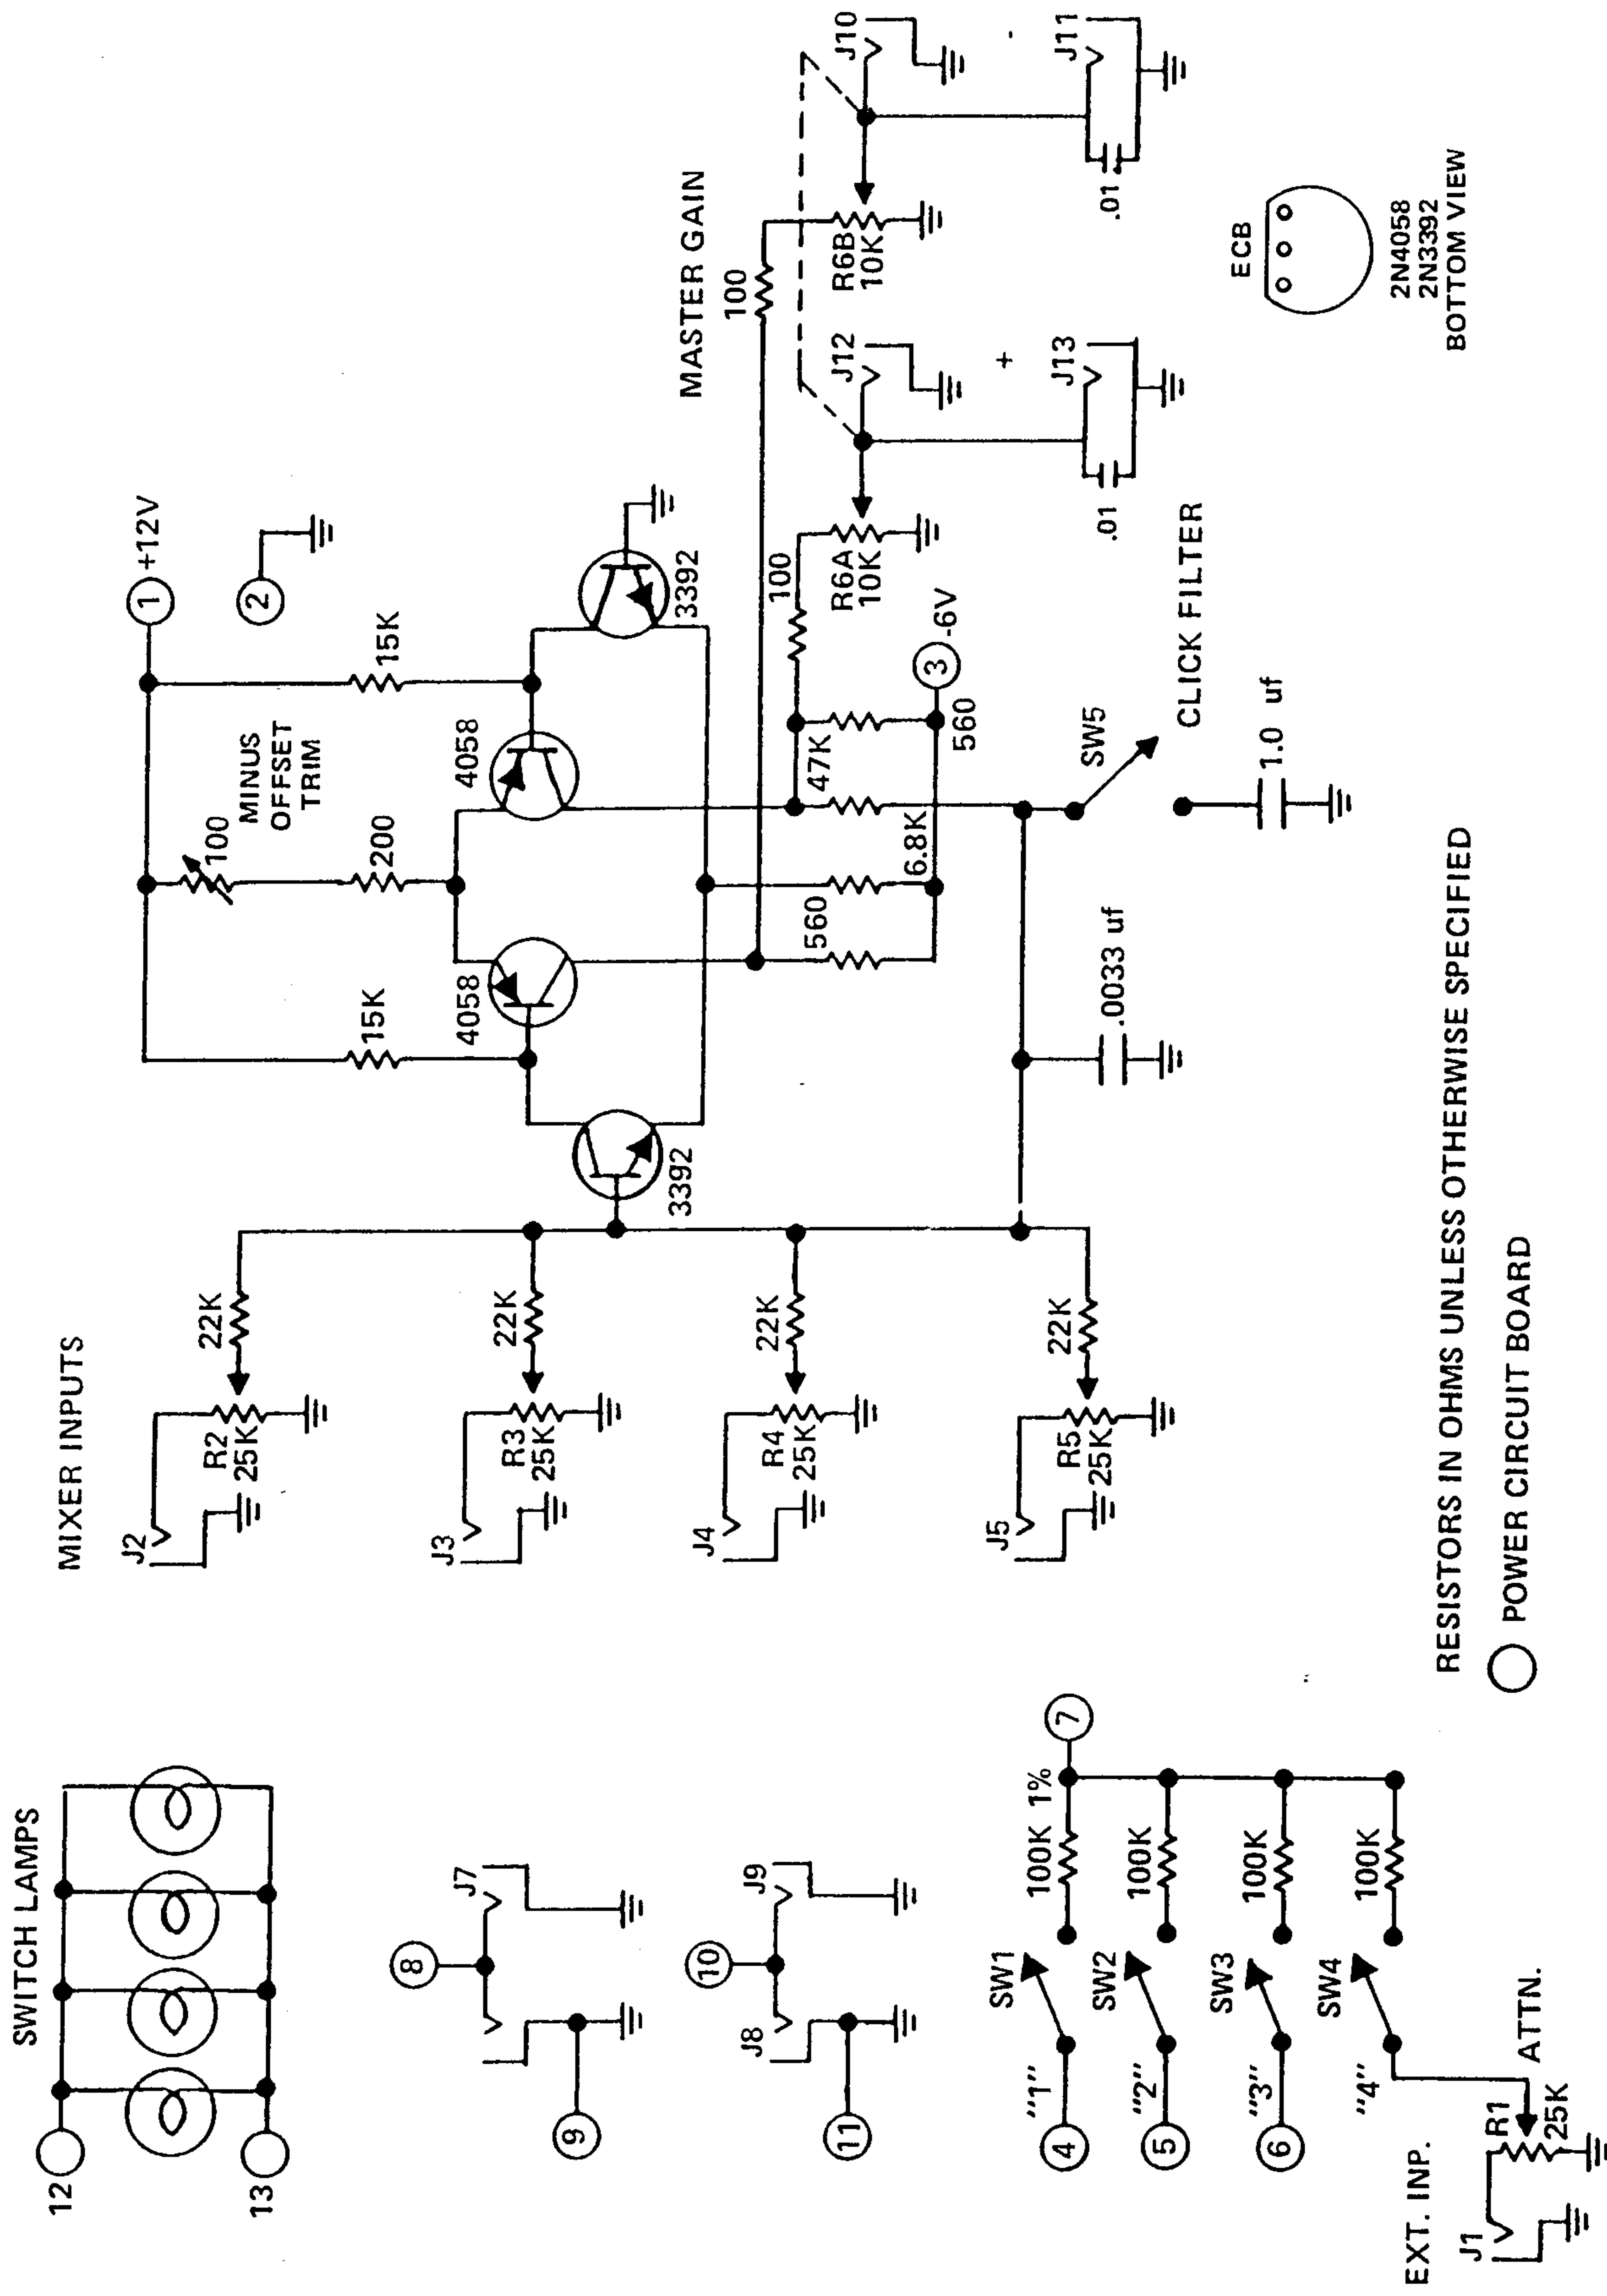 SWITCH LAMPS
12
13
8
J7
9
10
J8
J9
11
SW1
100K 1%
7
"1"
4
SW2
100K
"2"
5
SW3
100K
"3"
6
SW4
100K
"4"
ATTN.
EXT. INP.
J1
R1
25K
MIXER INPUTS
J2
R2
25K
22K
J3
R3
25K
22K
J4
R4
25K
22K
J5
R5
25K
22K
3392
15K
4058
100
200
MINUS
OFFSET
TRIM
4058
15K
1
+12V
2
3392
MASTER GAIN
100
560
6.8K
47K
560
3
-6V
100
R6A
10K
J12
R6B
10K
J10
+
.01
J13
.01
J11
.0033 uf
SW5
CLICK FILTER
1.0 uf
ECB
2N4058
2N3392
BOTTOM VIEW
RESISTORS IN OHMS UNLESS OTHERWISE SPECIFIED
POWER CIRCUIT BOARD